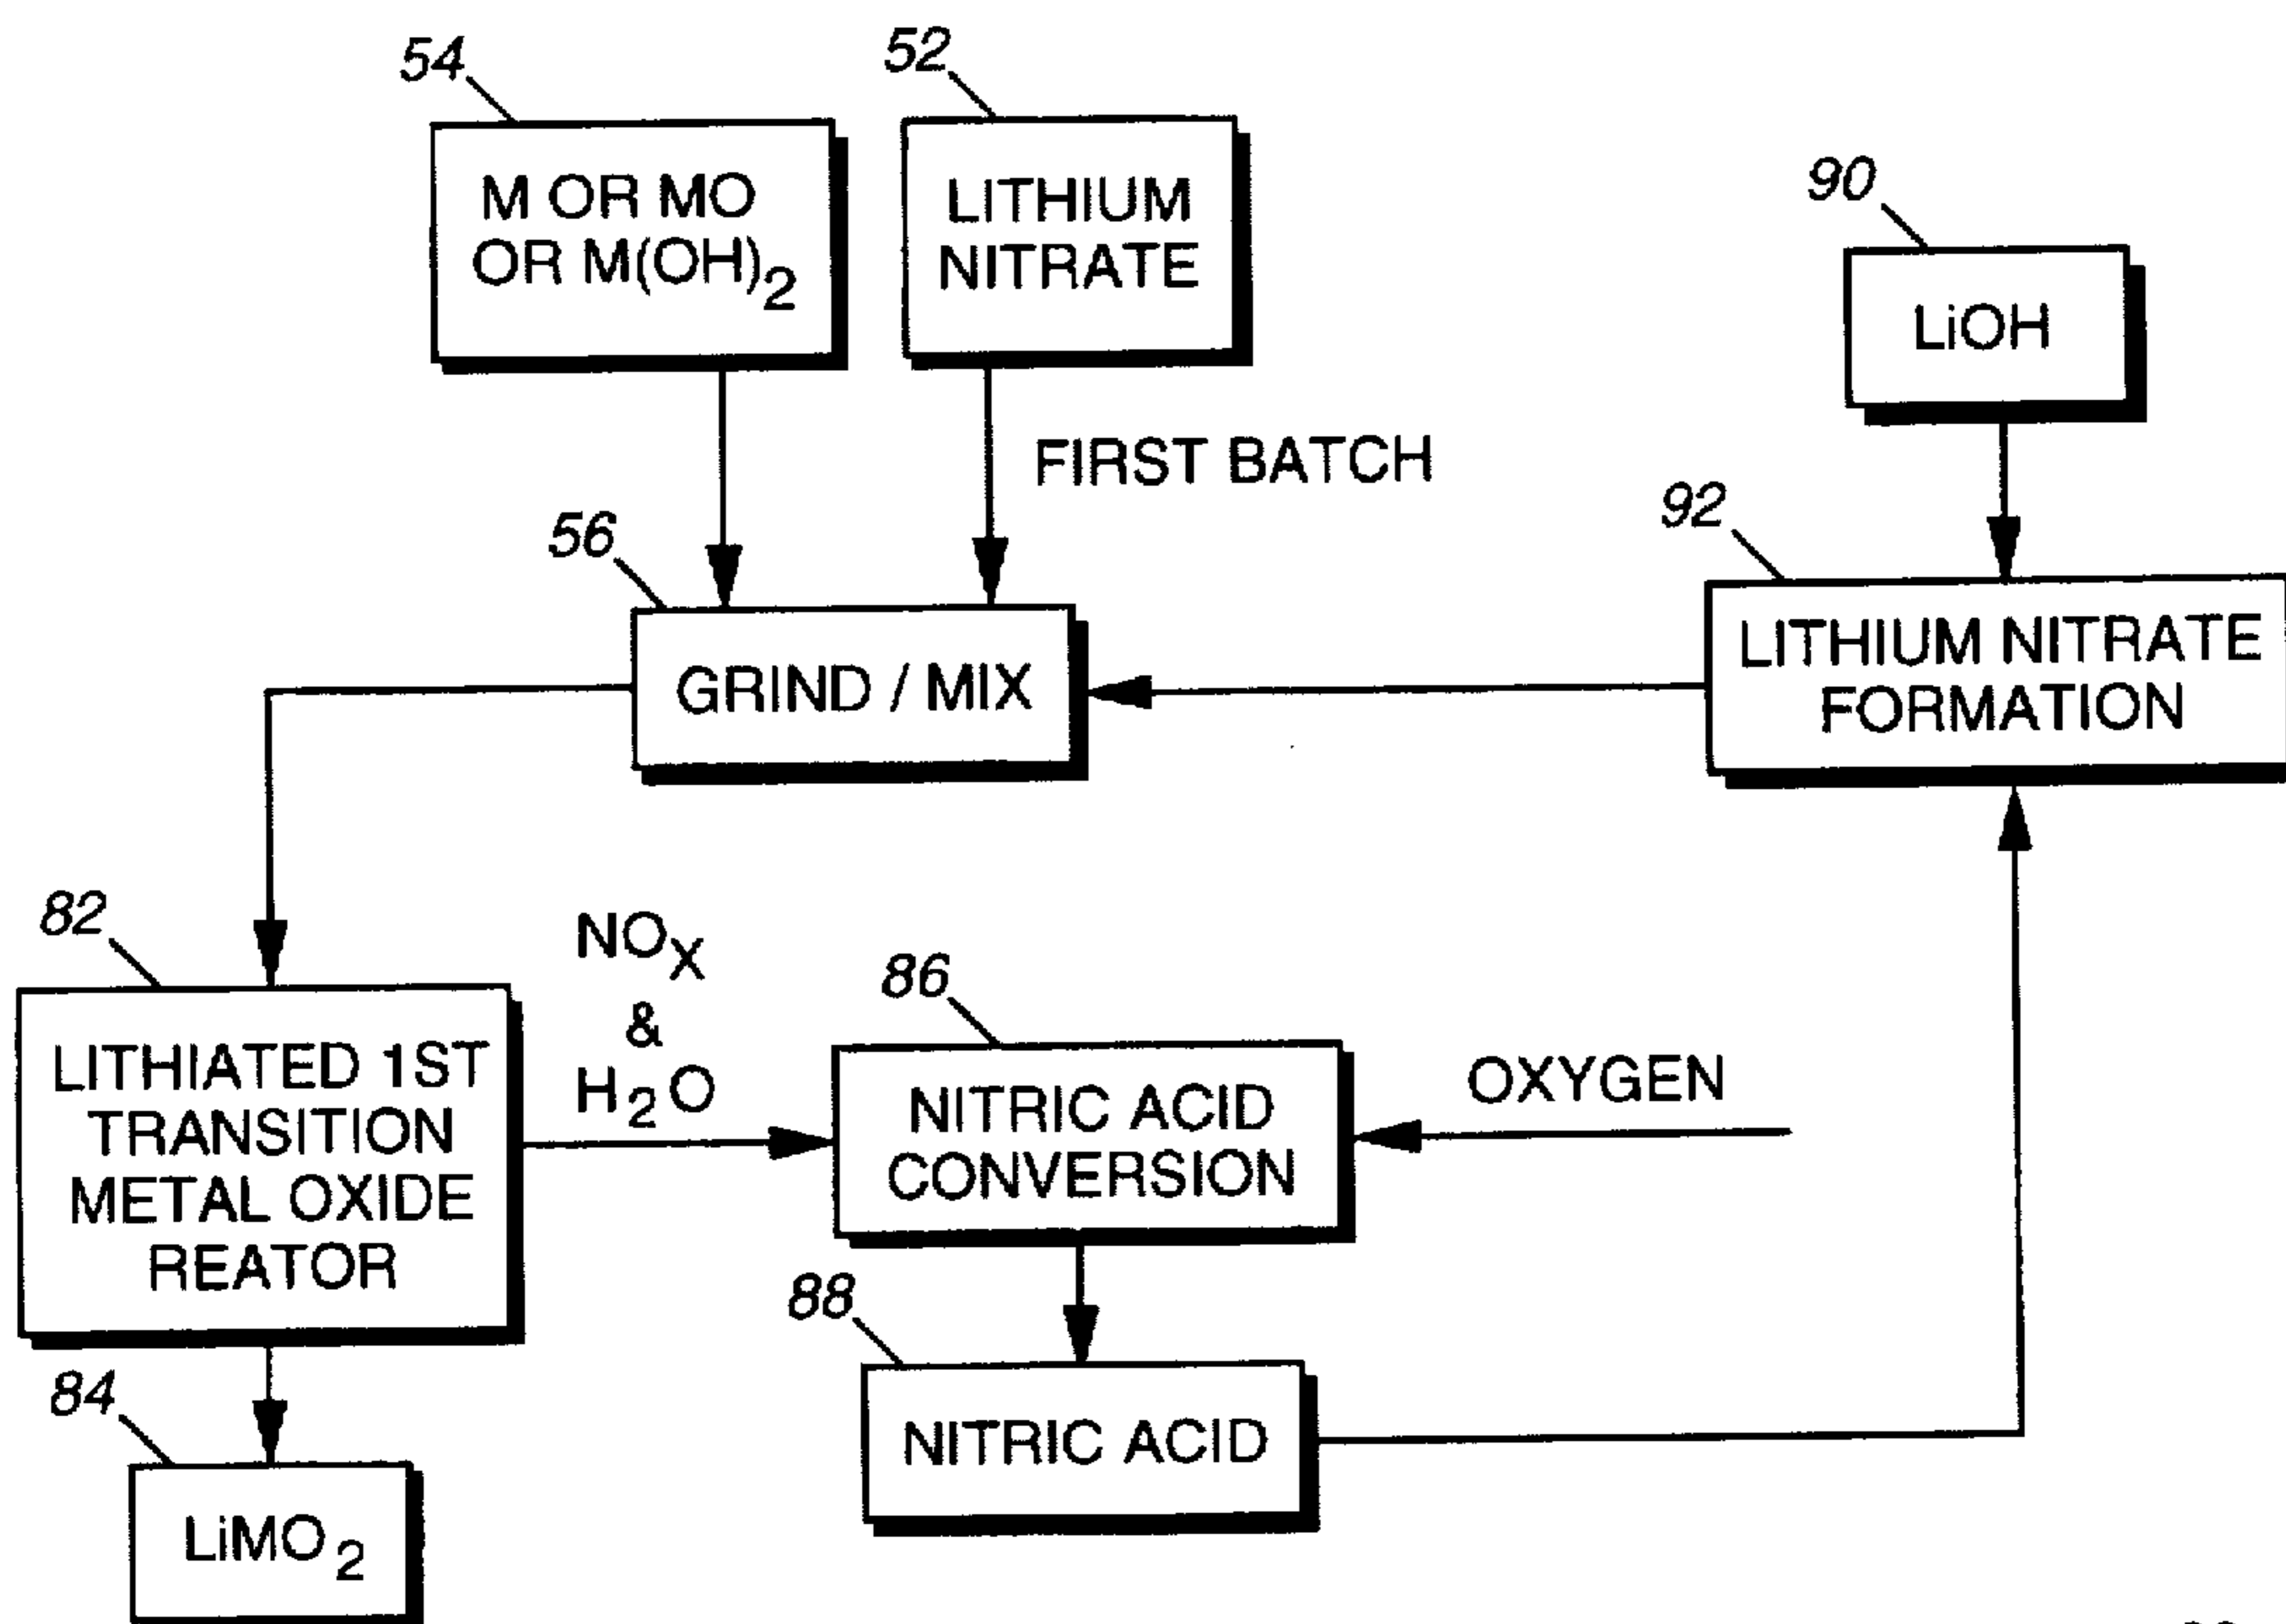 54
52
M OR MO
OR M(OH)2
LITHIUM
NITRATE
90
LiOH
FIRST BATCH
56
92
GRIND / MIX
LITHIUM NITRATE
FORMATION
82
NOX
&
H2O
86
LITHIATED 1ST
TRANSITION
METAL OXIDE
REATOR
NITRIC ACID
CONVERSION
OXYGEN
88
84
NITRIC ACID
LiMO2